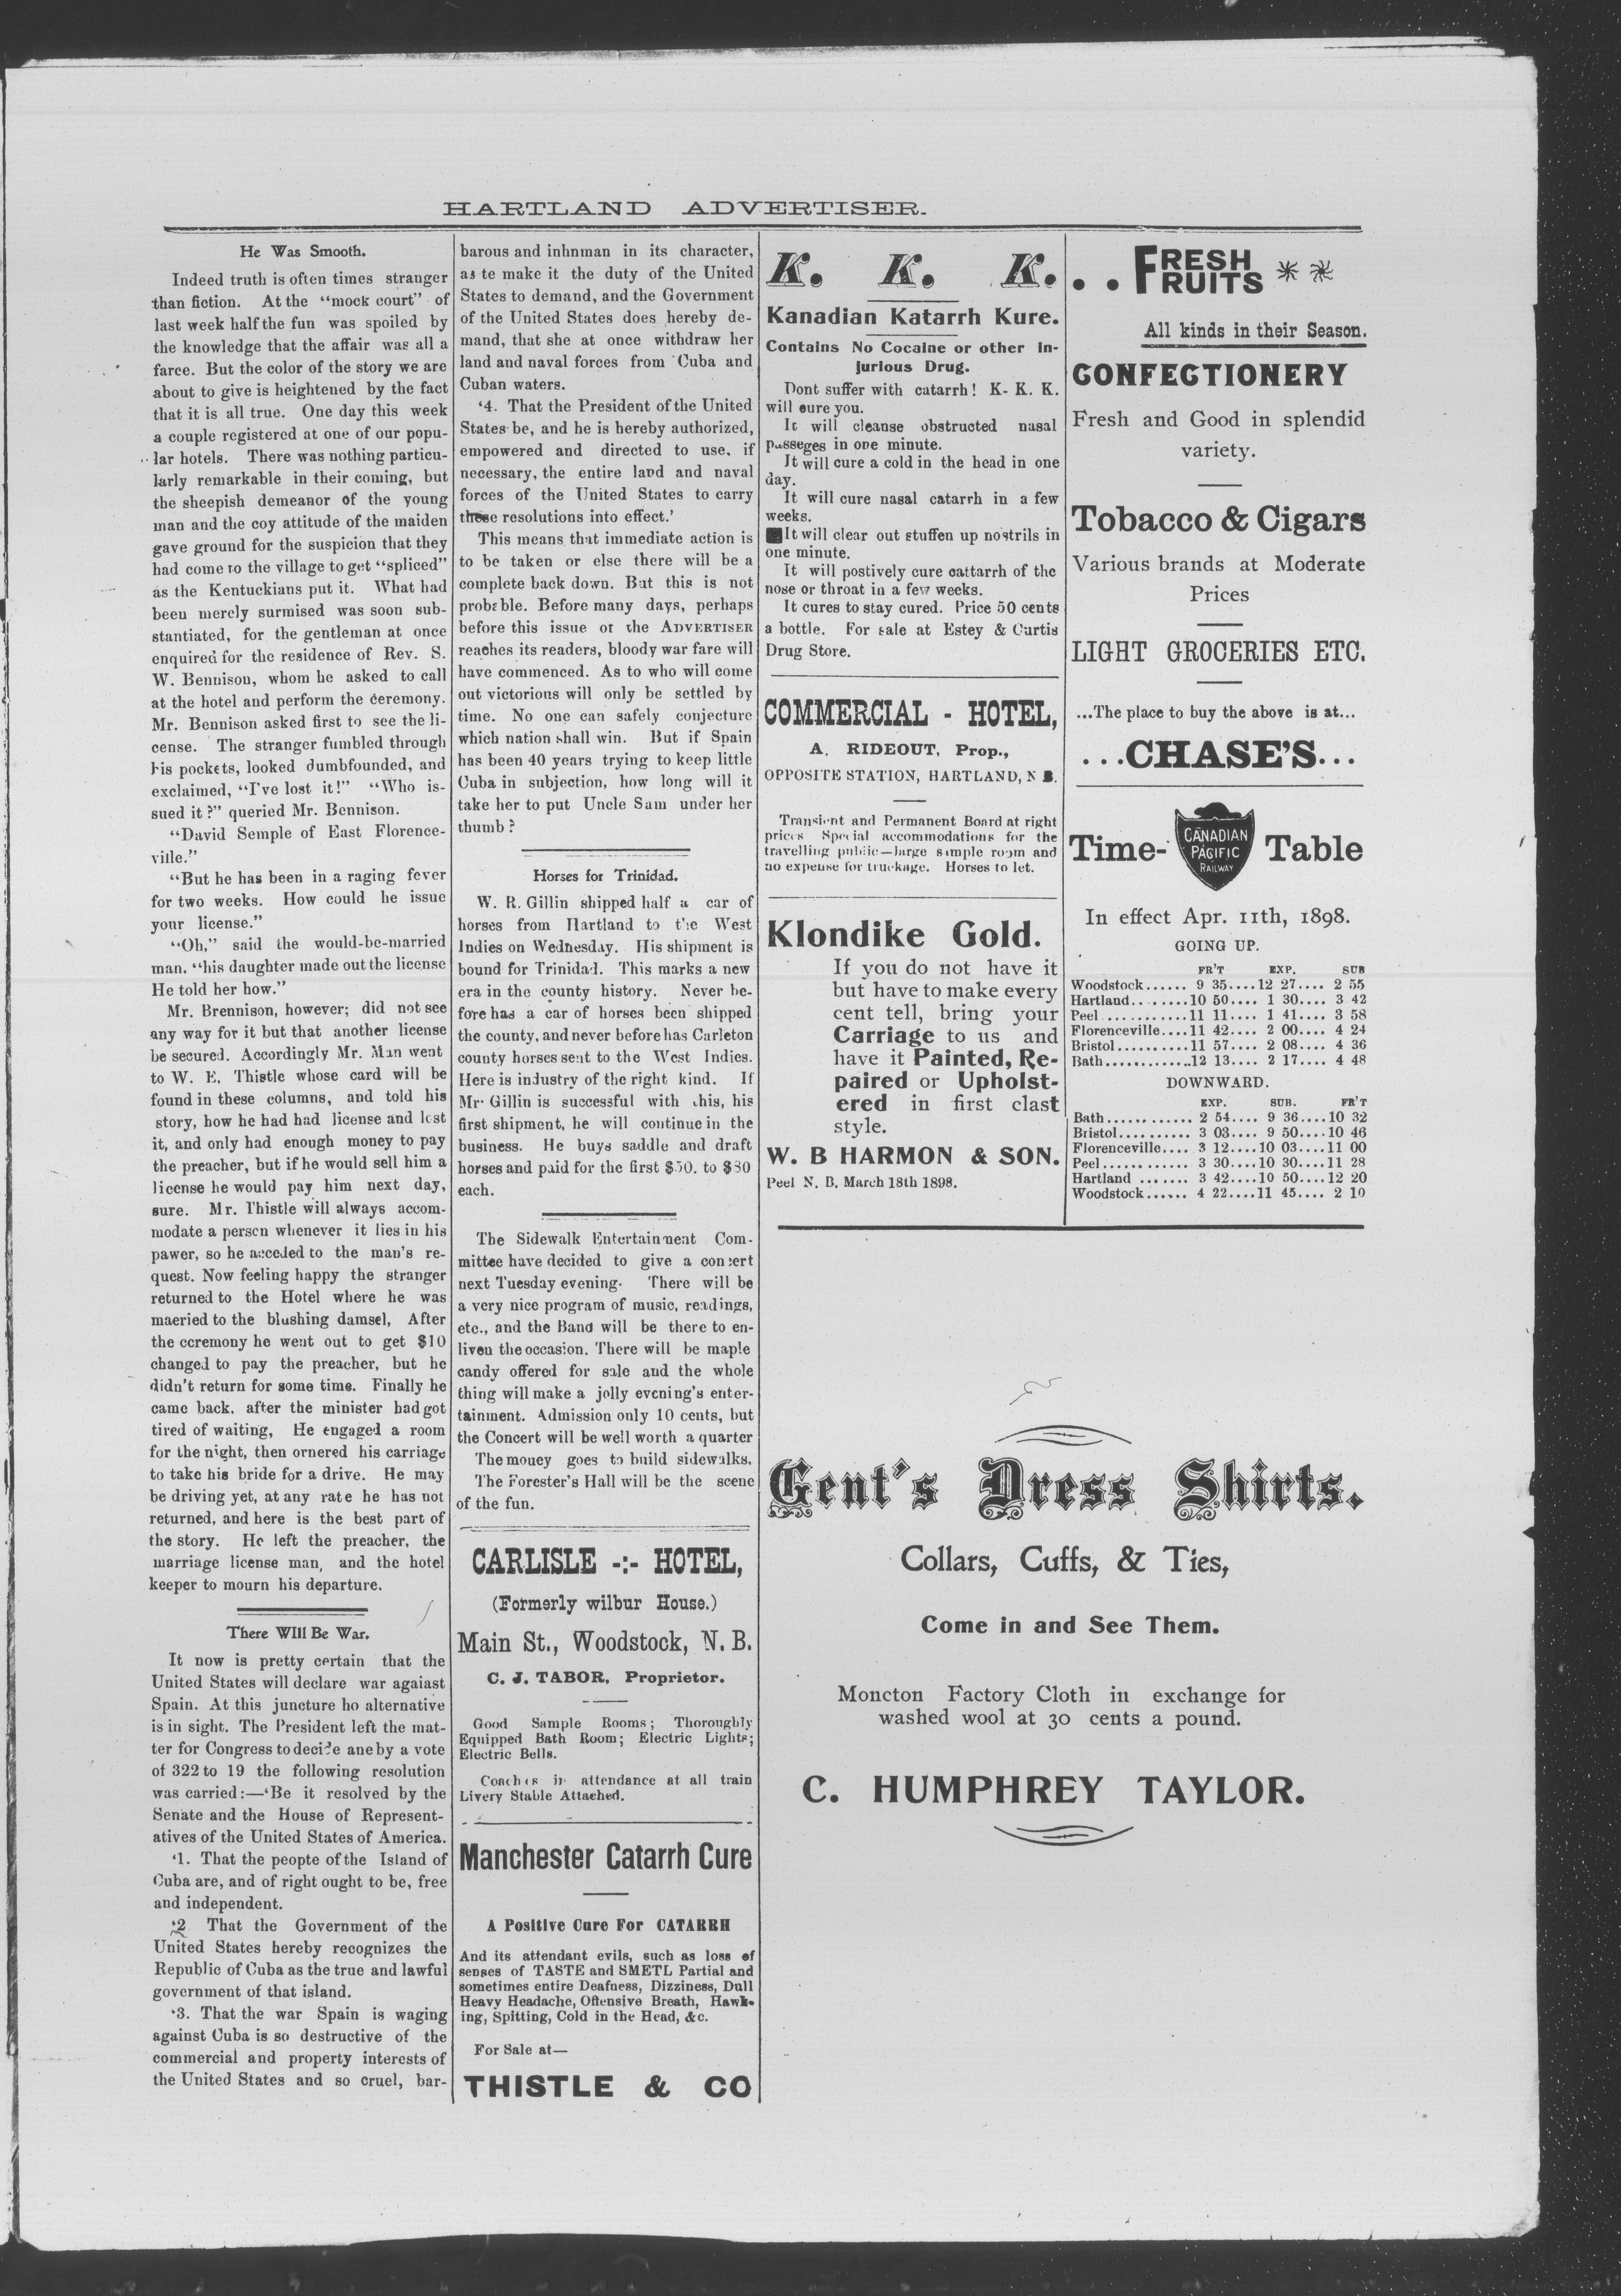 HARTLAND ADVERTISER.
He Was Smooth.
Indeed truth is often times stranger
than fiction. At the "mock court" of
last week half the fun was spoiled by
the knowledge that the affair was all a
farce. But the color of the story we are
about to give is heightened by the fact
that it is all true. One day this week
a couple registered at one of our popu-
lar hotels. There was nothing particu-
larly remarkable in their coming, but
the sheepish demeanor of the young
man and the coy attitude of the maiden
gave ground for the suspicion that they
had come to the village to get "spliced"
as the Kentuckians put it. What had
been merely surmised was soon sub-
stantiated, for the gentleman at once
enquired for the residence of Rev. S.
W. Bennison, whom he asked to call
at the hotel and perform the ceremony.
Mr. Bennison asked first to see the li-
cense. The stranger fumbled through
his pockets, looked dumbfounded, and
exclaimed, "I've lost it!" "Who is-
sued it?" queried Mr. Bennison.
"David Semple of East Florence-
ville."
"But he has been in a raging fever
for two weeks. How could he issue
your license."
"Oh," said the would-be-married
man, "his daughter made out the license
He told her how."
Mr. Brennison, however; did not see
any way for it but that another license
be secured. Accordingly Mr. Man went
to W. E. Thistle whose card will be
found in these columns, and told his
story, how he had had license and lost
it, and only had enough money to pay
the preacher, but if he would sell him a
license he would pay him next day,
sure. Mr. Thistle will always accom-
modate a person whenever it lies in his
pawer, so he acceded to the man's re-
quest. Now feeling happy the stranger
returned to the Hotel where he was
maeried to the blushing damsel, After
the ceremony he went out to get $10
changed to pay the preacher, but he
didn't return for some time. Finally he
came back, after the minister had got
tired of waiting, He engaged a room
for the night, then ornered his carriage
to take his bride for a drive. He may
be driving yet, at any rate he has not
returned, and here is the best part of
the story. He left the preacher, the
marriage license man, and the hotel
keeper to mourn his departure.
There Will Be War.
It now is pretty certain that the
United States will declare war agaiast
Spain. At this juncture ho alternative
is in sight. The President left the mat-
ter for Congress to decide ane by a vote
of 322 to 19 the following resolution
was carried:—'Be it resolved by the
Senate and the House of Represent-
atives of the United States of America.
'1. That the peopte of the Island of
Cuba are, and of right ought to be, free
and independent.
'2 That the Government of the
United States hereby recognizes the
Republic of Cuba as the true and lawful
government of that island.
'3. That the war Spain is waging
against Cuba is so destructive of the
commercial and property interests of
the United States and so cruel, bar-
barous and inhnman in its character,
as te make it the duty of the United
States to demand, and the Government
of the United States does hereby de-
mand, that she at once withdraw her
land and naval forces from Cuba and
Cuban waters.
'4. That the President of the United
States be, and he is hereby authorized,
empowered and directed to use, if
necessary, the entire land and naval
forces of the United States to carry
these resolutions into effect.'
This means that immediate action is
to be taken or else there will be a
complete back down. But this is not
probable. Before many days, perhaps
before this issue of the ADVERTISER
reaches its readers, bloody war fare will
have commenced. As to who will come
out victorious will only be settled by
time. No one can safely conjecture
which nation shall win. But if Spain
has been 40 years trying to keep little
Cuba in subjection, how long will it
take her to put Uncle Sam under her
thumb?
Horses for Trinidad.
W. R. Gillin shipped half a car of
horses from Hartland to the West
Indies on Wednesday. His shipment is
bound for Trinidad. This marks a new
era in the county history. Never be-
fore has a car of horses been shipped
the county, and never before has Carleton
county horses sent to the West Indies.
Here is industry of the right kind. If
Mr. Gillin is successful with this, his
first shipment, he will continue in the
business. He buys saddle and draft
horses and paid for the first $50. to $80
each.
The Sidewalk Entertainment Com-
mittee have decided to give a concert
next Tuesday evening. There will be
a very nice program of music, readings,
etc., and the Band will be there to en-
liven the occasion. There will be maple
candy offered for sale and the whole
thing will make a jolly evening's enter-
tainment. Admission only 10 cents, but
the Concert will be well worth a quarter
The money goes to build sidewalks.
The Forester's Hall will be the scene
of the fun.
CARLISLE -:- HOTEL,
(Formerly wilbur House.)
Main St., Woodstock, N. B.
C. J. TABOR, Proprietor.
Good Sample Rooms; Thoroughly
Equipped Bath Room; Electric Lights;
Electric Bells.
Coaches in attendance at all train
Livery Stable Attached.
Manchester Catarrh Cure
A Positive Cure For CATARRH
And its attendant evils, such as loss of
senses of TASTE and SMETL Partial and
sometimes entire Deafness, Dizziness, Dull
Heavy Headache, Offensive Breath, Hawk-
ing, Spitting, Cold in the Head, &c.
For Sale at—
THISTLE & CO
K. K. K.
Kanadian Katarrh Kure.
Contains No Cocaine or other In-
jurious Drug.
Dont suffer with catarrh! K- K. K.
will eure you.
It will cleanse obstructed nasal
passeges in one minute.
It will cure a cold in the head in one
day.
It will cure nasal catarrh in a few
weeks.
It will clear out stuffen up nostrils in
one minute.
It will postively cure cattarrh of the
nose or throat in a few weeks.
It cures to stay cured. Price 50 cents
a bottle. For sale at Estey & Curtis
Drug Store.
COMMERCIAL - HOTEL,
A. RIDEOUT, Prop.,
OPPOSITE STATION, HARTLAND, N B.
Transient and Permanent Board at right
prices Special accommodations for the
travelling public—large sample room and
no expense for truckage. Horses to let.
Klondike Gold.
If you do not have it
but have to make every
cent tell, bring your
Carriage to us and
have it Painted, Re-
paired or Upholst-
ered in first clast
style.
W. B HARMON & SON.
Peel N. B. March 18th 1898.
. . FRESH
FRUITS
All kinds in their Season.
CONFECTIONERY
Fresh and Good in splendid
variety.
Tobacco & Cigars
Various brands at Moderate
Prices
LIGHT GROCERIES ETC.
...The place to buy the above is at...
...CHASE'S...
Time- CANADIAN PACIFIC RAILWAY Table
In effect Apr. 11th, 1898.
GOING UP.
FR'T EXP. SUB
Woodstock...... 9 35....12 27.... 2 55
Hartland........10 50.... 1 30.... 3 42
Peel............11 11.... 1 41.... 3 58
Florenceville....11 42.... 2 00.... 4 24
Bristol..........11 57.... 2 08.... 4 36
Bath............12 13.... 2 17.... 4 48
DOWNWARD.
EXP. SUB. FR'T
Bath............ 2 54.... 9 36....10 32
Bristol.......... 3 03.... 9 50....10 46
Florenceville.... 3 12....10 03....11 00
Peel............ 3 30....10 30....11 28
Hartland ....... 3 42....10 50....12 20
Woodstock...... 4 22....11 45.... 2 10
Gent's Dress Shirts.
Collars, Cuffs, & Ties,
Come in and See Them.
Moncton Factory Cloth in exchange for
washed wool at 30 cents a pound.
C. HUMPHREY TAYLOR.